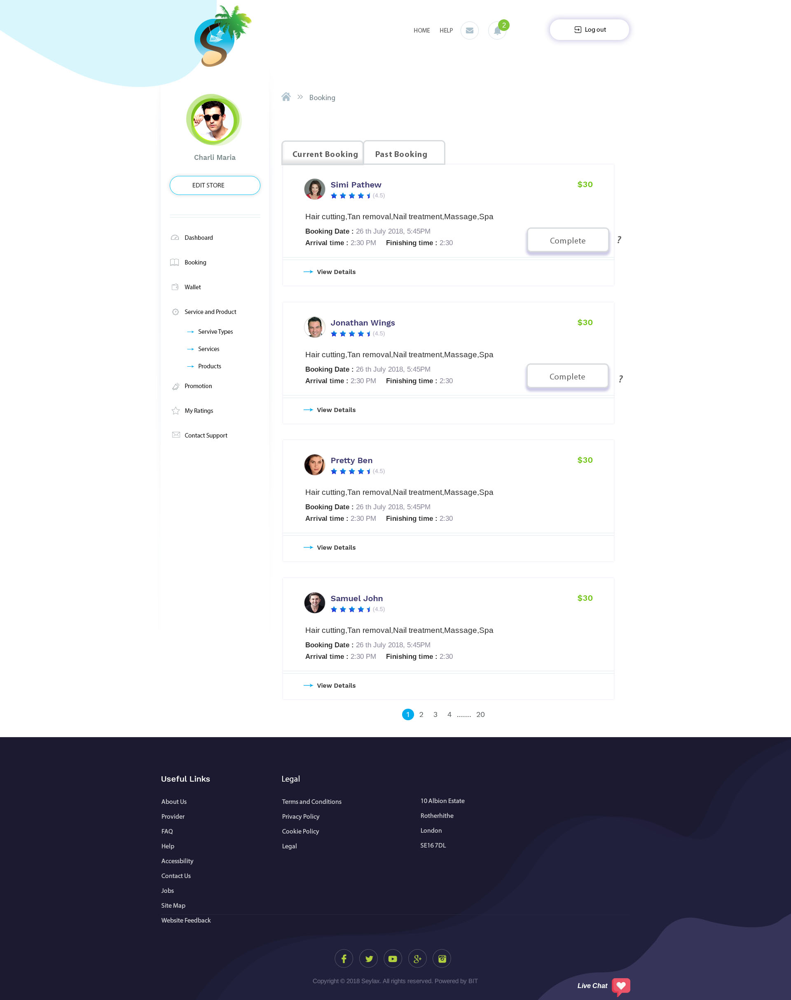 HOME HELP 2 Log out
Booking
Charli Maria
EDIT STORE
Dashboard
Booking
Wallet
Service and Product
Servive Types
Services
Products
Promotion
My Ratings
Contact Support
Current Booking Past Booking
Simi Pathew $30
(4.5)
Hair cutting,Tan removal,Nail treatment,Massage,Spa
Booking Date : 26 th July 2018, 5:45PM
Arrival time : 2:30 PM Finishing time : 2:30
Complete ?
View Details
Jonathan Wings $30
(4.5)
Hair cutting,Tan removal,Nail treatment,Massage,Spa
Booking Date : 26 th July 2018, 5:45PM
Arrival time : 2:30 PM Finishing time : 2:30
Complete ?
View Details
Pretty Ben $30
(4.5)
Hair cutting,Tan removal,Nail treatment,Massage,Spa
Booking Date : 26 th July 2018, 5:45PM
Arrival time : 2:30 PM Finishing time : 2:30
View Details
Samuel John $30
(4.5)
Hair cutting,Tan removal,Nail treatment,Massage,Spa
Booking Date : 26 th July 2018, 5:45PM
Arrival time : 2:30 PM Finishing time : 2:30
View Details
1 2 3 4 ....... 20
Useful Links
About Us
Provider
FAQ
Help
Accessbility
Contact Us
Jobs
Site Map
Website Feedback
Legal
Terms and Conditions
Privacy Policy
Cookie Policy
Legal
10 Albion Estate
Rotherhithe
London
SE16 7DL
Copyright © 2018 Seylax. All rights reserved. Powered by BIT
Live Chat